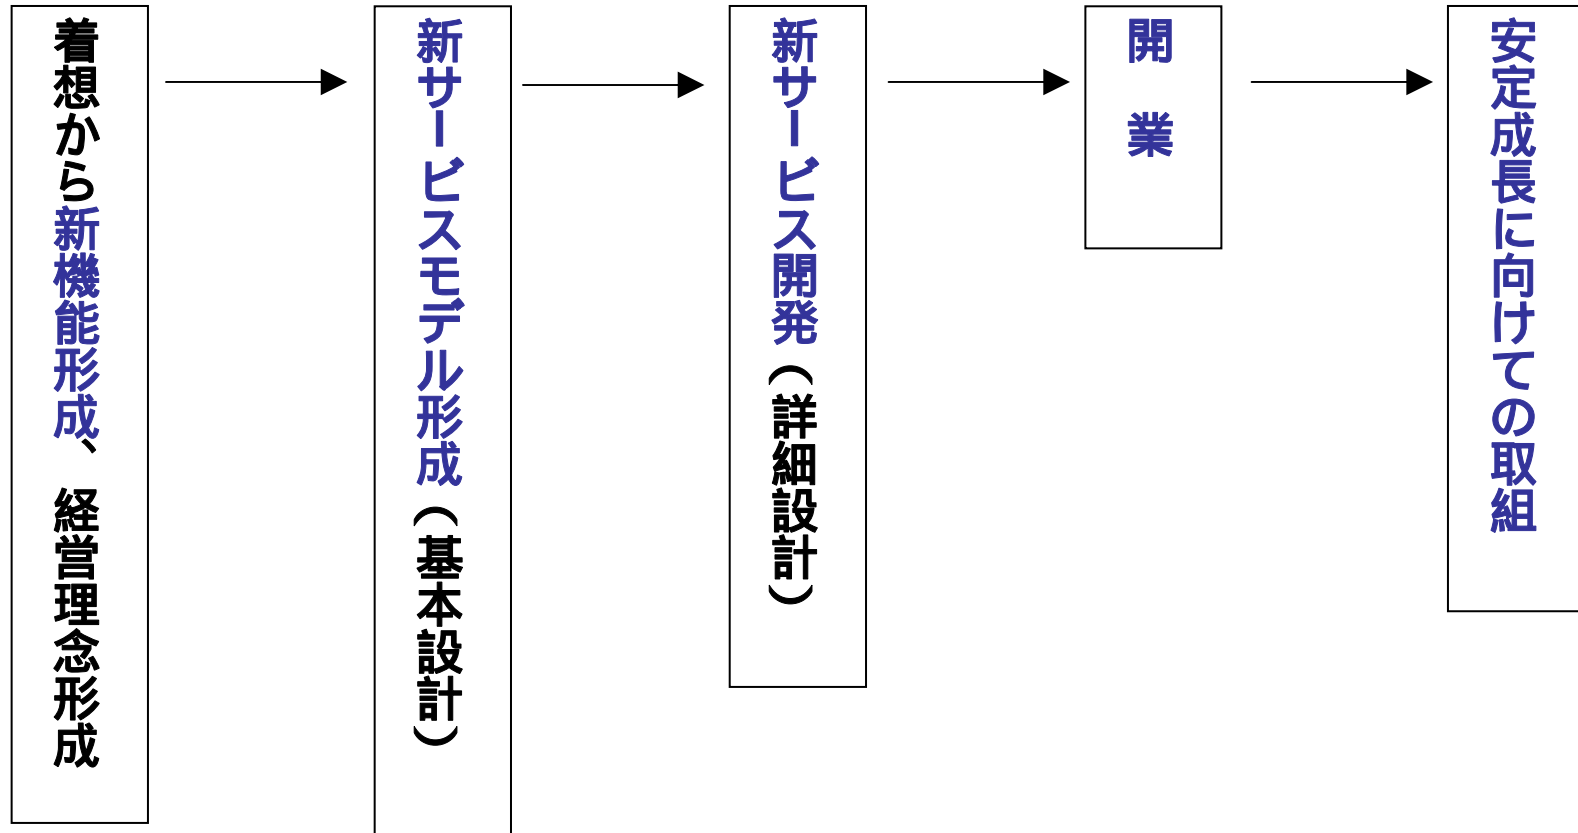 着想から新機能形成、経営理念形成
新サービスモデル形成（基本設計）
新サービス開発（詳細設計）
開　業
安定成長に向けての取組